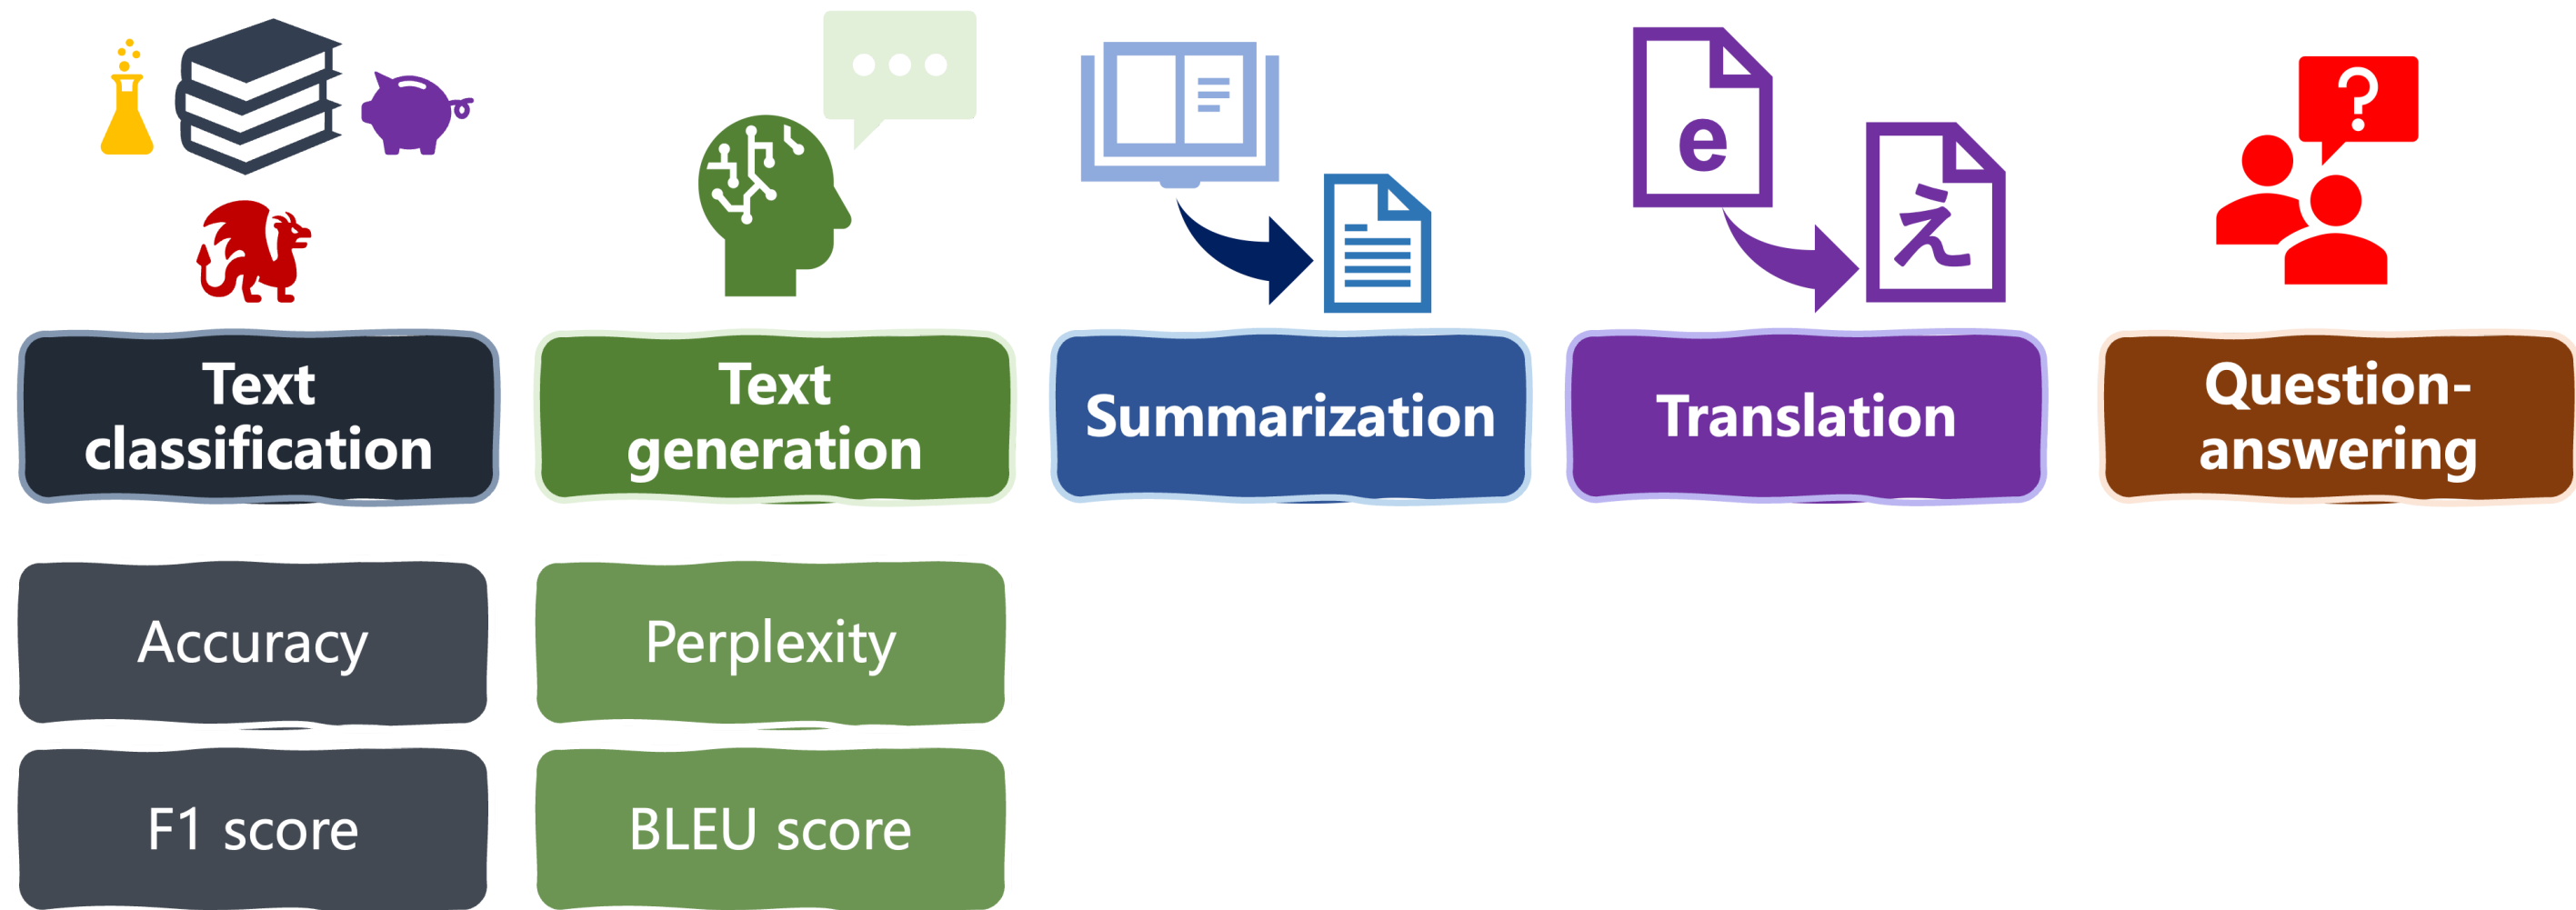 e
え
?
Text
classification
Text
generation
Summarization
Translation
Question-
answering
Accuracy
Perplexity
F1 score
BLEU score